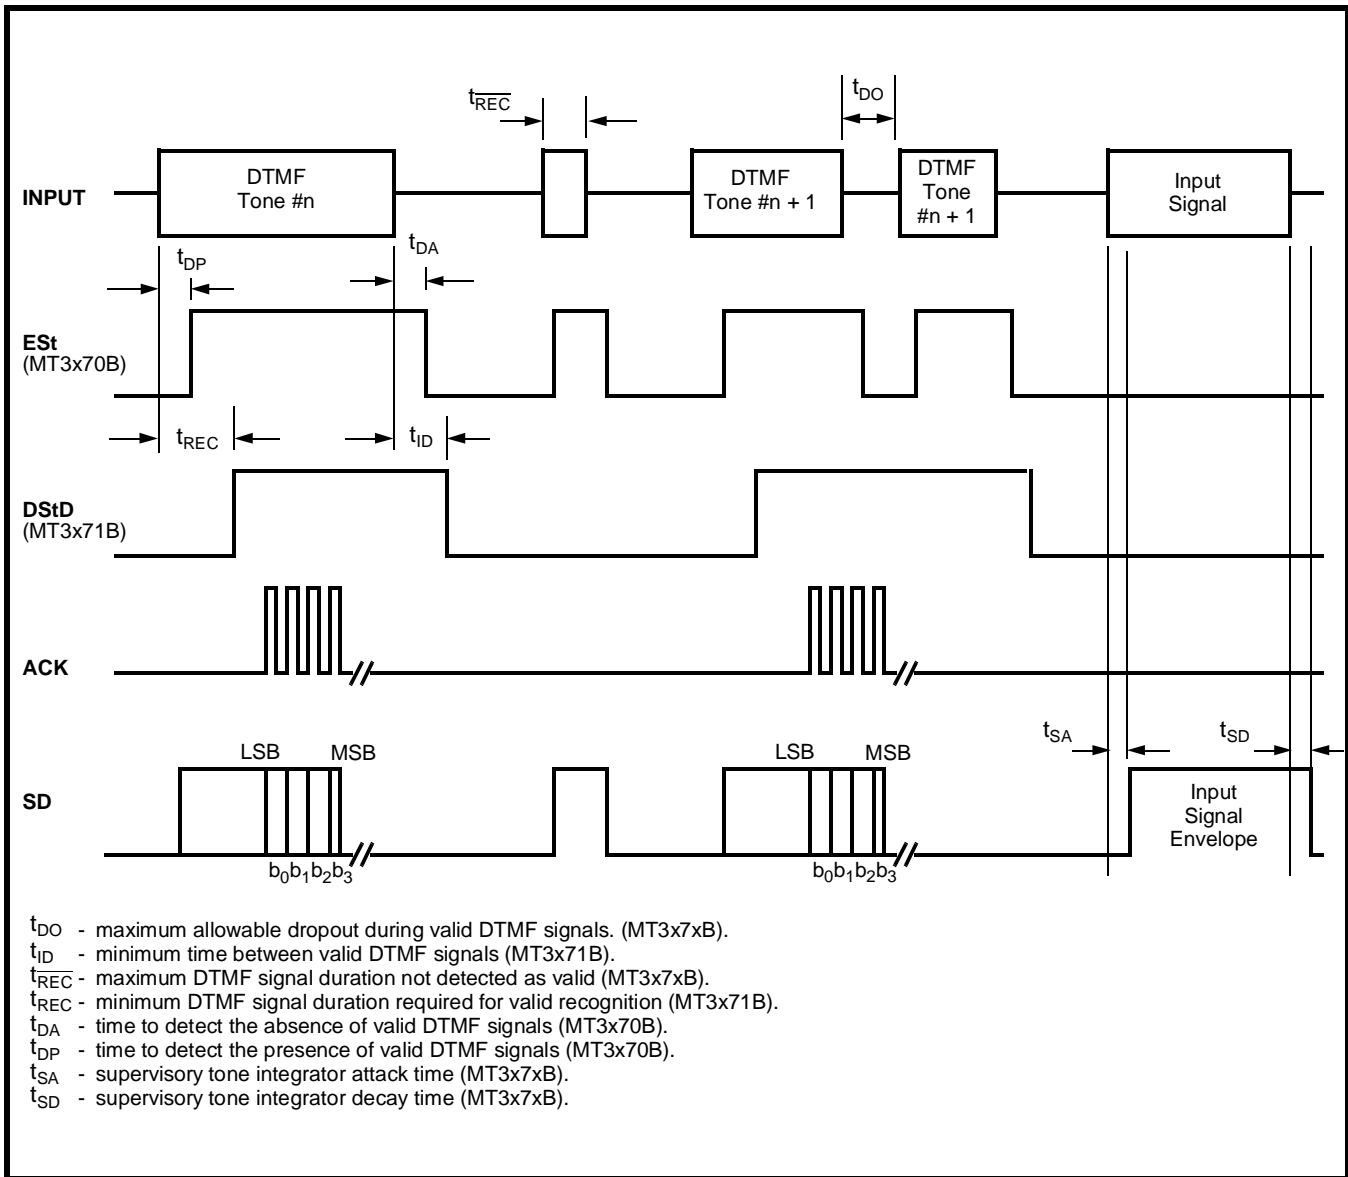 tREC
tDO
INPUT
DTMF
Tone #n
DTMF
Tone #n + 1
DTMF
Tone
#n + 1
Input
Signal
tDP
tDA
ESt
(MT3x70B)
tREC
tID
DStD
(MT3x71B)
ACK
tSA
tSD
LSB
MSB
LSB
MSB
SD
Input
Signal
Envelope
b0b1b2b3
b0b1b2b3
tDO - maximum allowable dropout during valid DTMF signals. (MT3x7xB).
tID - minimum time between valid DTMF signals (MT3x71B).
tREC - maximum DTMF signal duration not detected as valid (MT3x7xB).
tREC - minimum DTMF signal duration required for valid recognition (MT3x71B).
tDA - time to detect the absence of valid DTMF signals (MT3x70B).
tDP - time to detect the presence of valid DTMF signals (MT3x70B).
tSA - supervisory tone integrator attack time (MT3x7xB).
tSD - supervisory tone integrator decay time (MT3x7xB).